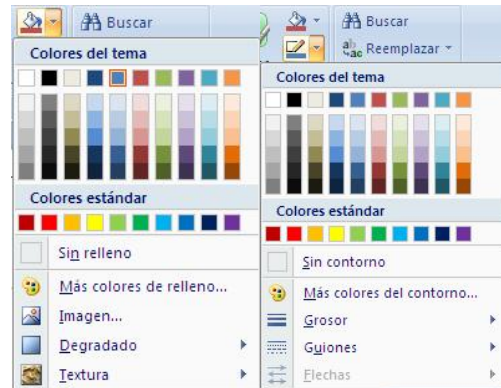 Buscar
Colores del tema
Colores estándar
Sin relleno
Más colores de relleno...
Imagen...
Degradado
Textura
Buscar
Reemplazar
Colores del tema
Colores estándar
Sin contorno
Más colores del contorno...
Grosor
Guiones
Flechas